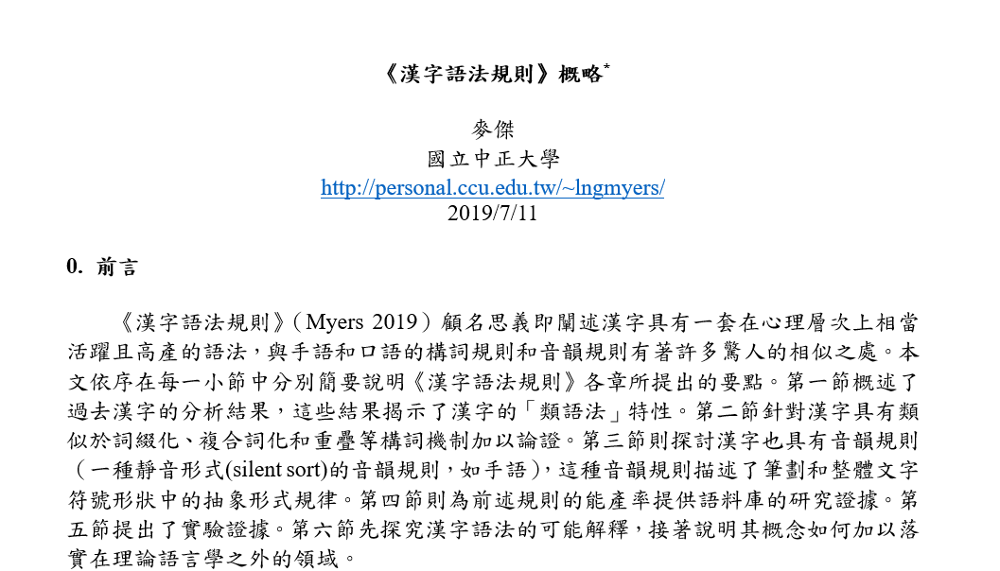 《漢字語法規則》概略*
麥傑
國立中正大學
http://personal.ccu.edu.tw/~lngmyers/
2019/7/11
0. 前言
《漢字語法規則》（Myers 2019）顧名思義即闡述漢字具有一套在心理層次上相當
活躍且高產的語法，與手語和口語的構詞規則和音韻規則有著許多驚人的相似之處。本
文依序在每一小節中分別簡要說明《漢字語法規則》各章所提出的要點。第一節概述了
過去漢字的分析結果，這些結果揭示了漢字的「類語法」特性。第二節針對漢字具有類
似於詞綴化、複合詞化和重疊等構詞機制加以論證。第三節則探討漢字也具有音韻規則
（一種靜音形式(silent sort)的音韻規則，如手語），這種音韻規則描述了筆劃和整體文字
符號形狀中的抽象形式規律。第四節則為前述規則的能產率提供語料庫的研究證據。第
五節提出了實驗證據。第六節先探究漢字語法的可能解釋，接著說明其概念如何加以落
實在理論語言學之外的領域。